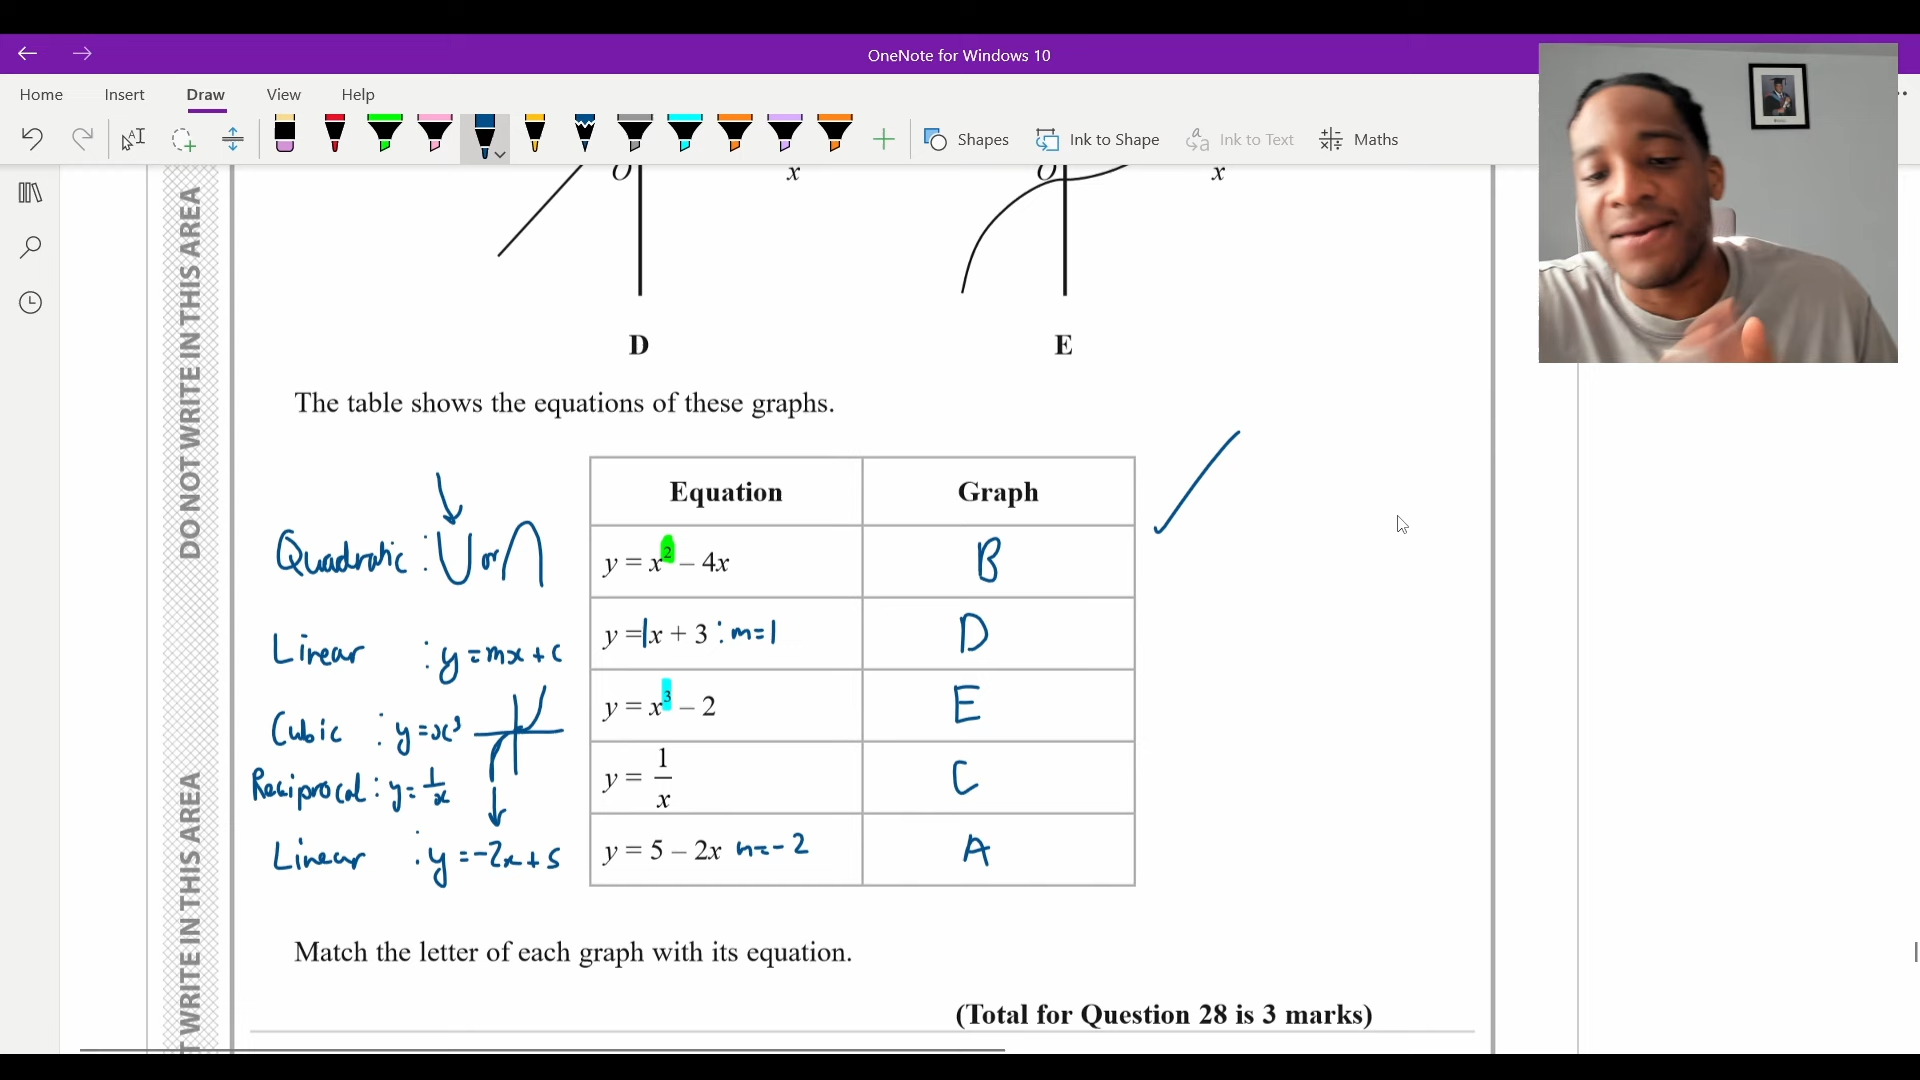 OneNote for Windows 10
Home Insert Draw View Help
Shapes Ink to Shape Ink to Text Maths
O x O x
D E
DO NOT WRITE IN THIS AREA
The table shows the equations of these graphs.
Equation Graph
Quadratic : U or ∩ y = x² – 4x B
Linear : y = mx + c y =1x + 3 : m=1 D
Cubic : y = x³ y = x³ – 2 E
Reciprocal : y = 1/x y = 1/x C
Linear : y = -2x + 5 y = 5 – 2x m=-2 A
Match the letter of each graph with its equation.
T WRITE IN THIS AREA
(Total for Question 28 is 3 marks)